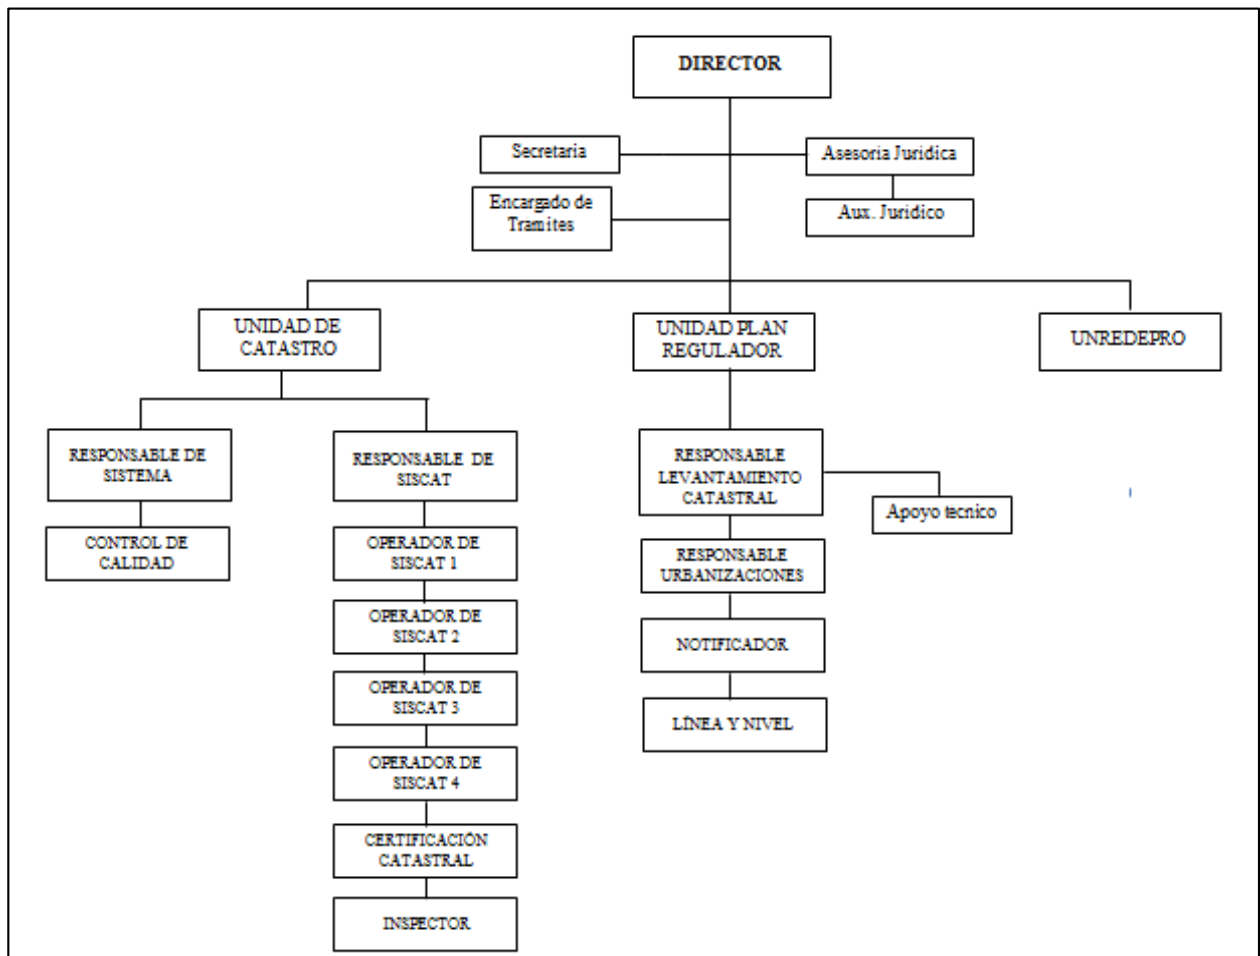 DIRECTOR
Secretaria
Asesoria Juridica
Encargado de
Tramites
Aux. Juridico
UNIDAD DE
CATASTRO
UNIDAD PLAN
REGULADOR
UNREDEPRO
RESPONSABLE DE
SISTEMA
RESPONSABLE DE
SISCAT
RESPONSABLE
LEVANTAMIENTO
CATASTRAL
Apoyo tecnico
CONTROL DE
CALIDAD
OPERADOR DE
SISCAT 1
RESPONSABLE
URBANIZACIONES
OPERADOR DE
SISCAT 2
NOTIFICADOR
OPERADOR DE
SISCAT 3
LÍNEA Y NIVEL
OPERADOR DE
SISCAT 4
CERTIFICACIÓN
CATASTRAL
INSPECTOR